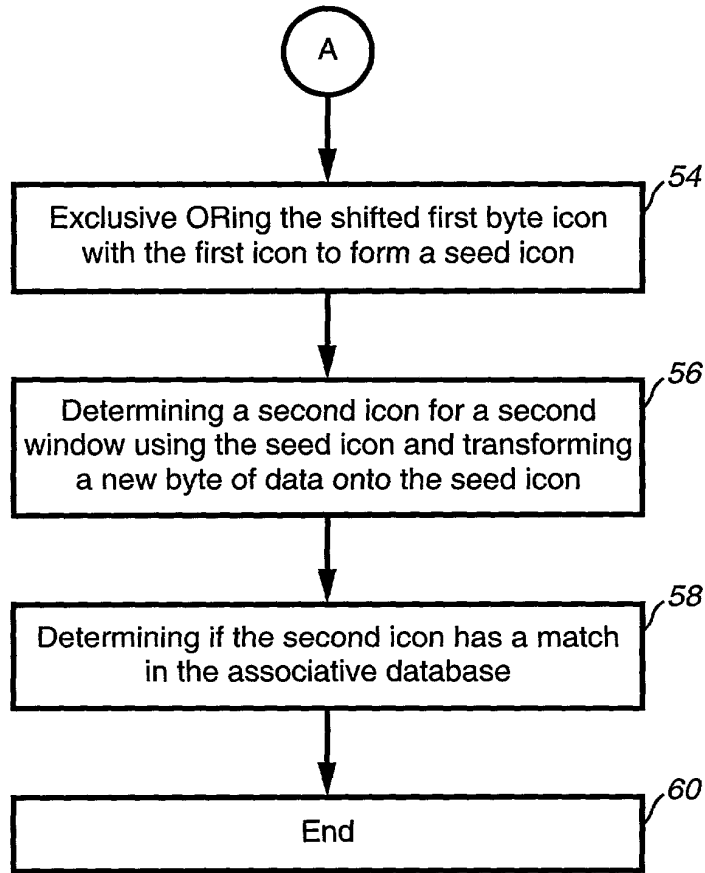 A
54
Exclusive ORing the shifted first byte icon
with the first icon to form a seed icon
56
Determining a second icon for a second
window using the seed icon and transforming
a new byte of data onto the seed icon
58
Determining if the second icon has a match
in the associative database
60
End